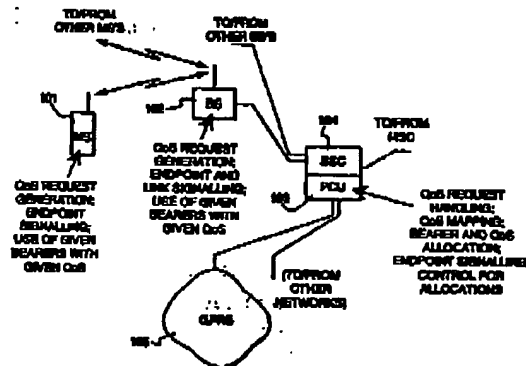 TO/FROM
OTHER MS'S
TO/FROM
OTHER BS'S
101
MS
102
BS
104
BSC
PCU
TO/FROM
MSC
QoS REQUEST
GENERATION;
ENDPOINT
SIGNALLING;
USE OF GIVEN
BEARERS WITH
GIVEN QoS
QoS REQUEST
GENERATION;
ENDPOINT AND
LINK SIGNALLING;
USE OF GIVEN
BEARERS WITH
GIVEN QoS
QoS REQUEST
HANDLING;
QoS MAPPING;
BEARER AND QoS
ALLOCATION;
ENDPOINT SIGNALLING
CONTROL FOR
ALLOCATIONS
(TO/FROM
OTHER
NETWORKS)
GPRS